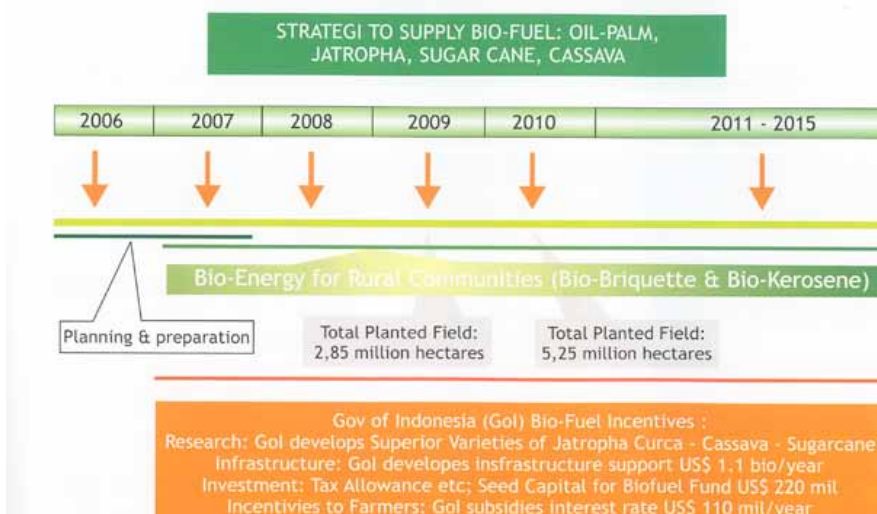 STRATEGI TO SUPPLY BIO-FUEL: OIL-PALM,
JATROPHA, SUGAR CANE, CASSAVA
2006 2007 2008 2009 2010 2011 - 2015
Bio-Energy for Rural Communities (Bio-Briquette & Bio-Kerosene)
Planning & preparation
Total Planted Field:
2,85 million hectares
Total Planted Field:
5,25 million hectares
Gov of Indonesia (GoI) Bio-Fuel Incentives :
Research: GoI develops Superior Varieties of Jatropha Curca - Cassava - Sugarcane
Infrastructure: GoI developes insfrastructure support US$ 1.1 bio/year
Investment: Tax Allowance etc; Seed Capital for Biofuel Fund US$ 220 mil
Incentivies to Farmers: GoI subsidies interest rate US$ 110 mil/year